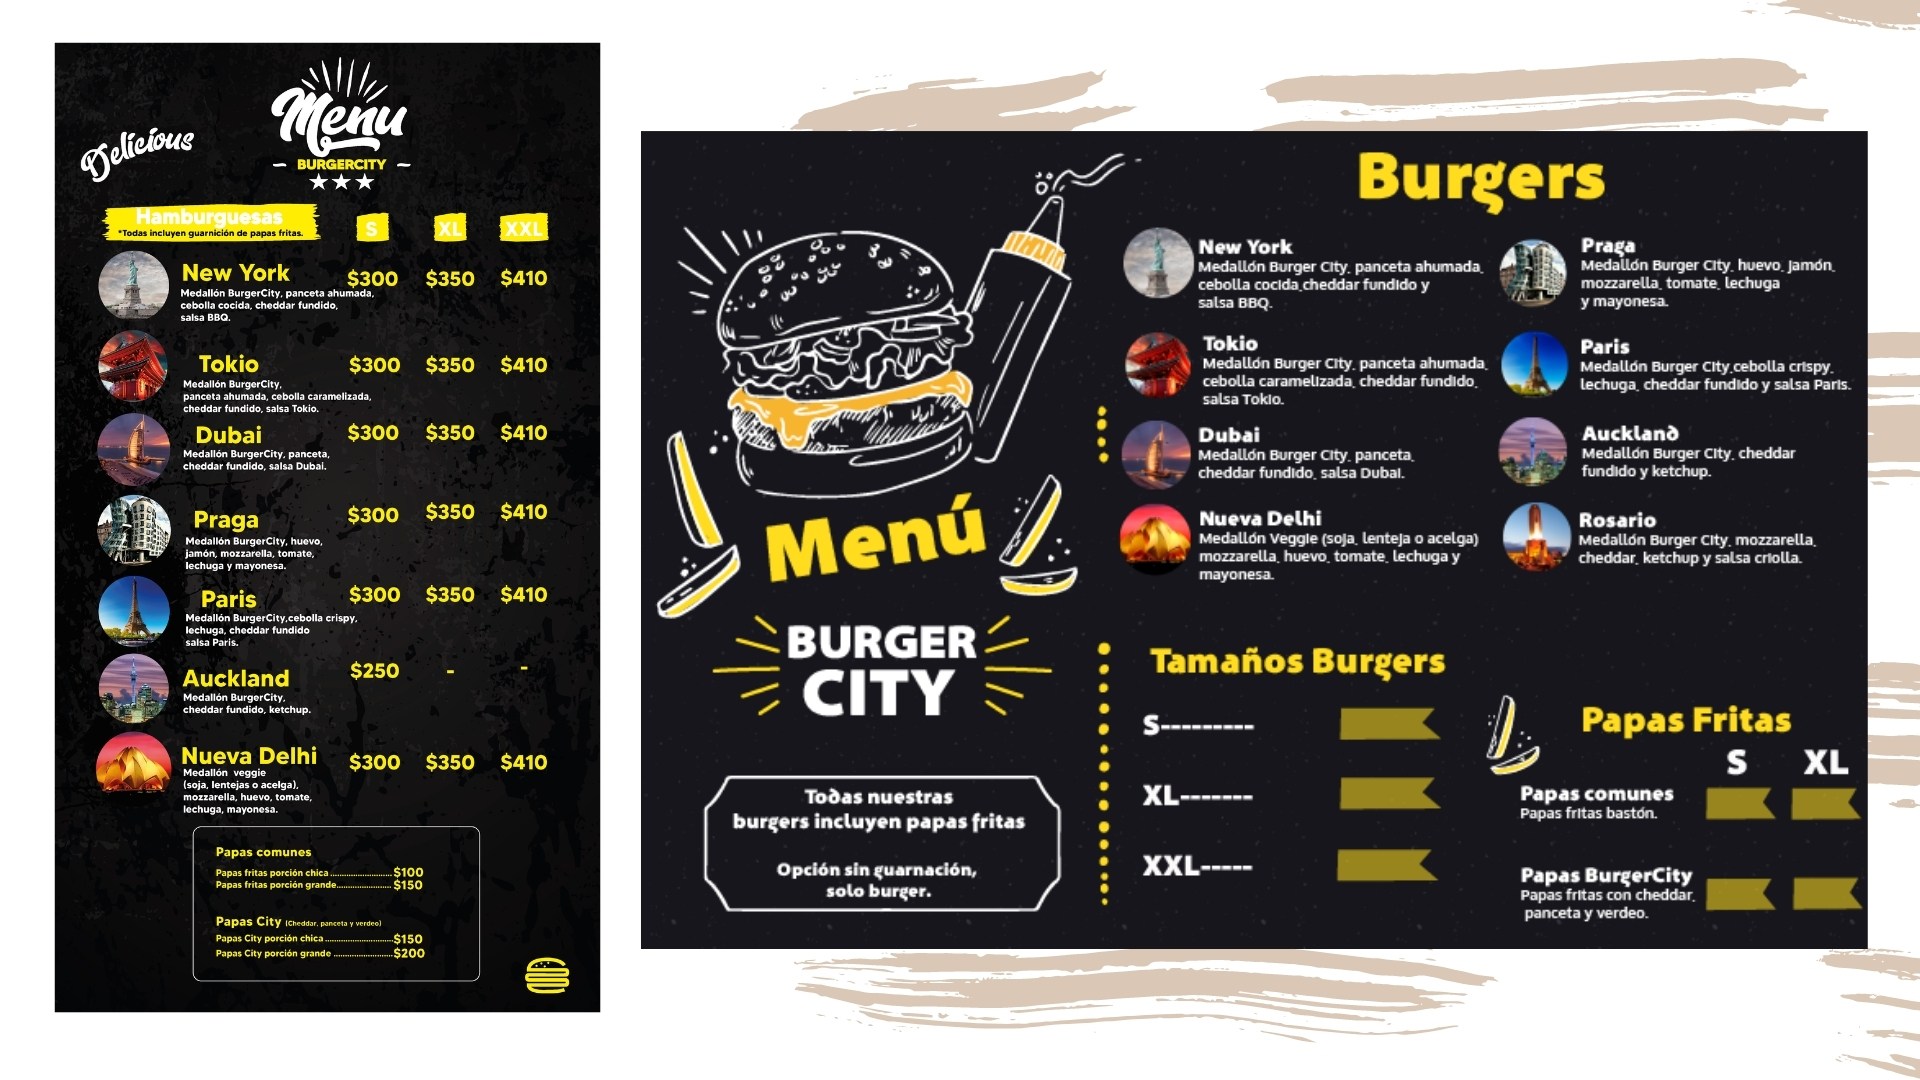 Delicious
Menu
BURGERCITY
Hamburguesas
*Todas incluyen guarnición de papas fritas.
S XL XXL
New York $300 $350 $410
Medallón BurgerCity, panceta ahumada,
cebolla cocida, cheddar fundido,
salsa BBQ.
Tokio $300 $350 $410
Medallón BurgerCity,
panceta ahumada, cebolla caramelizada,
cheddar fundido, salsa Tokio.
Dubai $300 $350 $410
Medallón BurgerCity, panceta,
cheddar fundido, salsa Dubai.
Praga $300 $350 $410
Medallón BurgerCity, huevo,
jamón, mozzarella, tomate,
lechuga y mayonesa.
Paris $300 $350 $410
Medallón BurgerCity,cebolla crispy,
lechuga, cheddar fundido
salsa Paris.
Auckland $250 - -
Medallón BurgerCity,
cheddar fundido, ketchup.
Nueva Delhi $300 $350 $410
Medallón veggie
(soja, lentejas o acelga),
mozzarella, huevo, tomate,
lechuga, mayonesa.
Papas comunes
Papas fritas porción chica ........................ $100
Papas fritas porción grande..................... $150
Papas City (Cheddar, panceta y verdeo)
Papas City porción chica ..........................$150
Papas City porción grande .......................$200
Menú
BURGER
CITY
Todas nuestras
burgers incluyen papas fritas
Opción sin guarnación,
solo burger.
Burgers
New York
Medallón Burger City, panceta ahumada,
cebolla cocida,cheddar fundido y
salsa BBQ.
Tokio
Medallón Burger City, panceta ahumada,
cebolla caramelizada, cheddar fundido,
salsa Tokio.
Dubai
Medallón Burger City, panceta,
cheddar fundido, salsa Dubai.
Nueva Delhi
Medallón Veggie (soja, lenteja o acelga)
mozzarella, huevo, tomate, lechuga y
mayonesa.
Praga
Medallón Burger City, huevo, jamón,
mozzarella, tomate, lechuga
y mayonesa.
Paris
Medallón Burger City,cebolla crispy,
lechuga, cheddar fundido y salsa Paris.
Auckland
Medallón Burger City, cheddar
fundido y ketchup.
Rosario
Medallón Burger City, mozzarella,
cheddar, ketchup y salsa criolla.
Tamaños Burgers
S---------
XL-------
XXL-----
Papas Fritas
S XL
Papas comunes
Papas fritas bastón.
Papas BurgerCity
Papas fritas con cheddar,
panceta y verdeo.